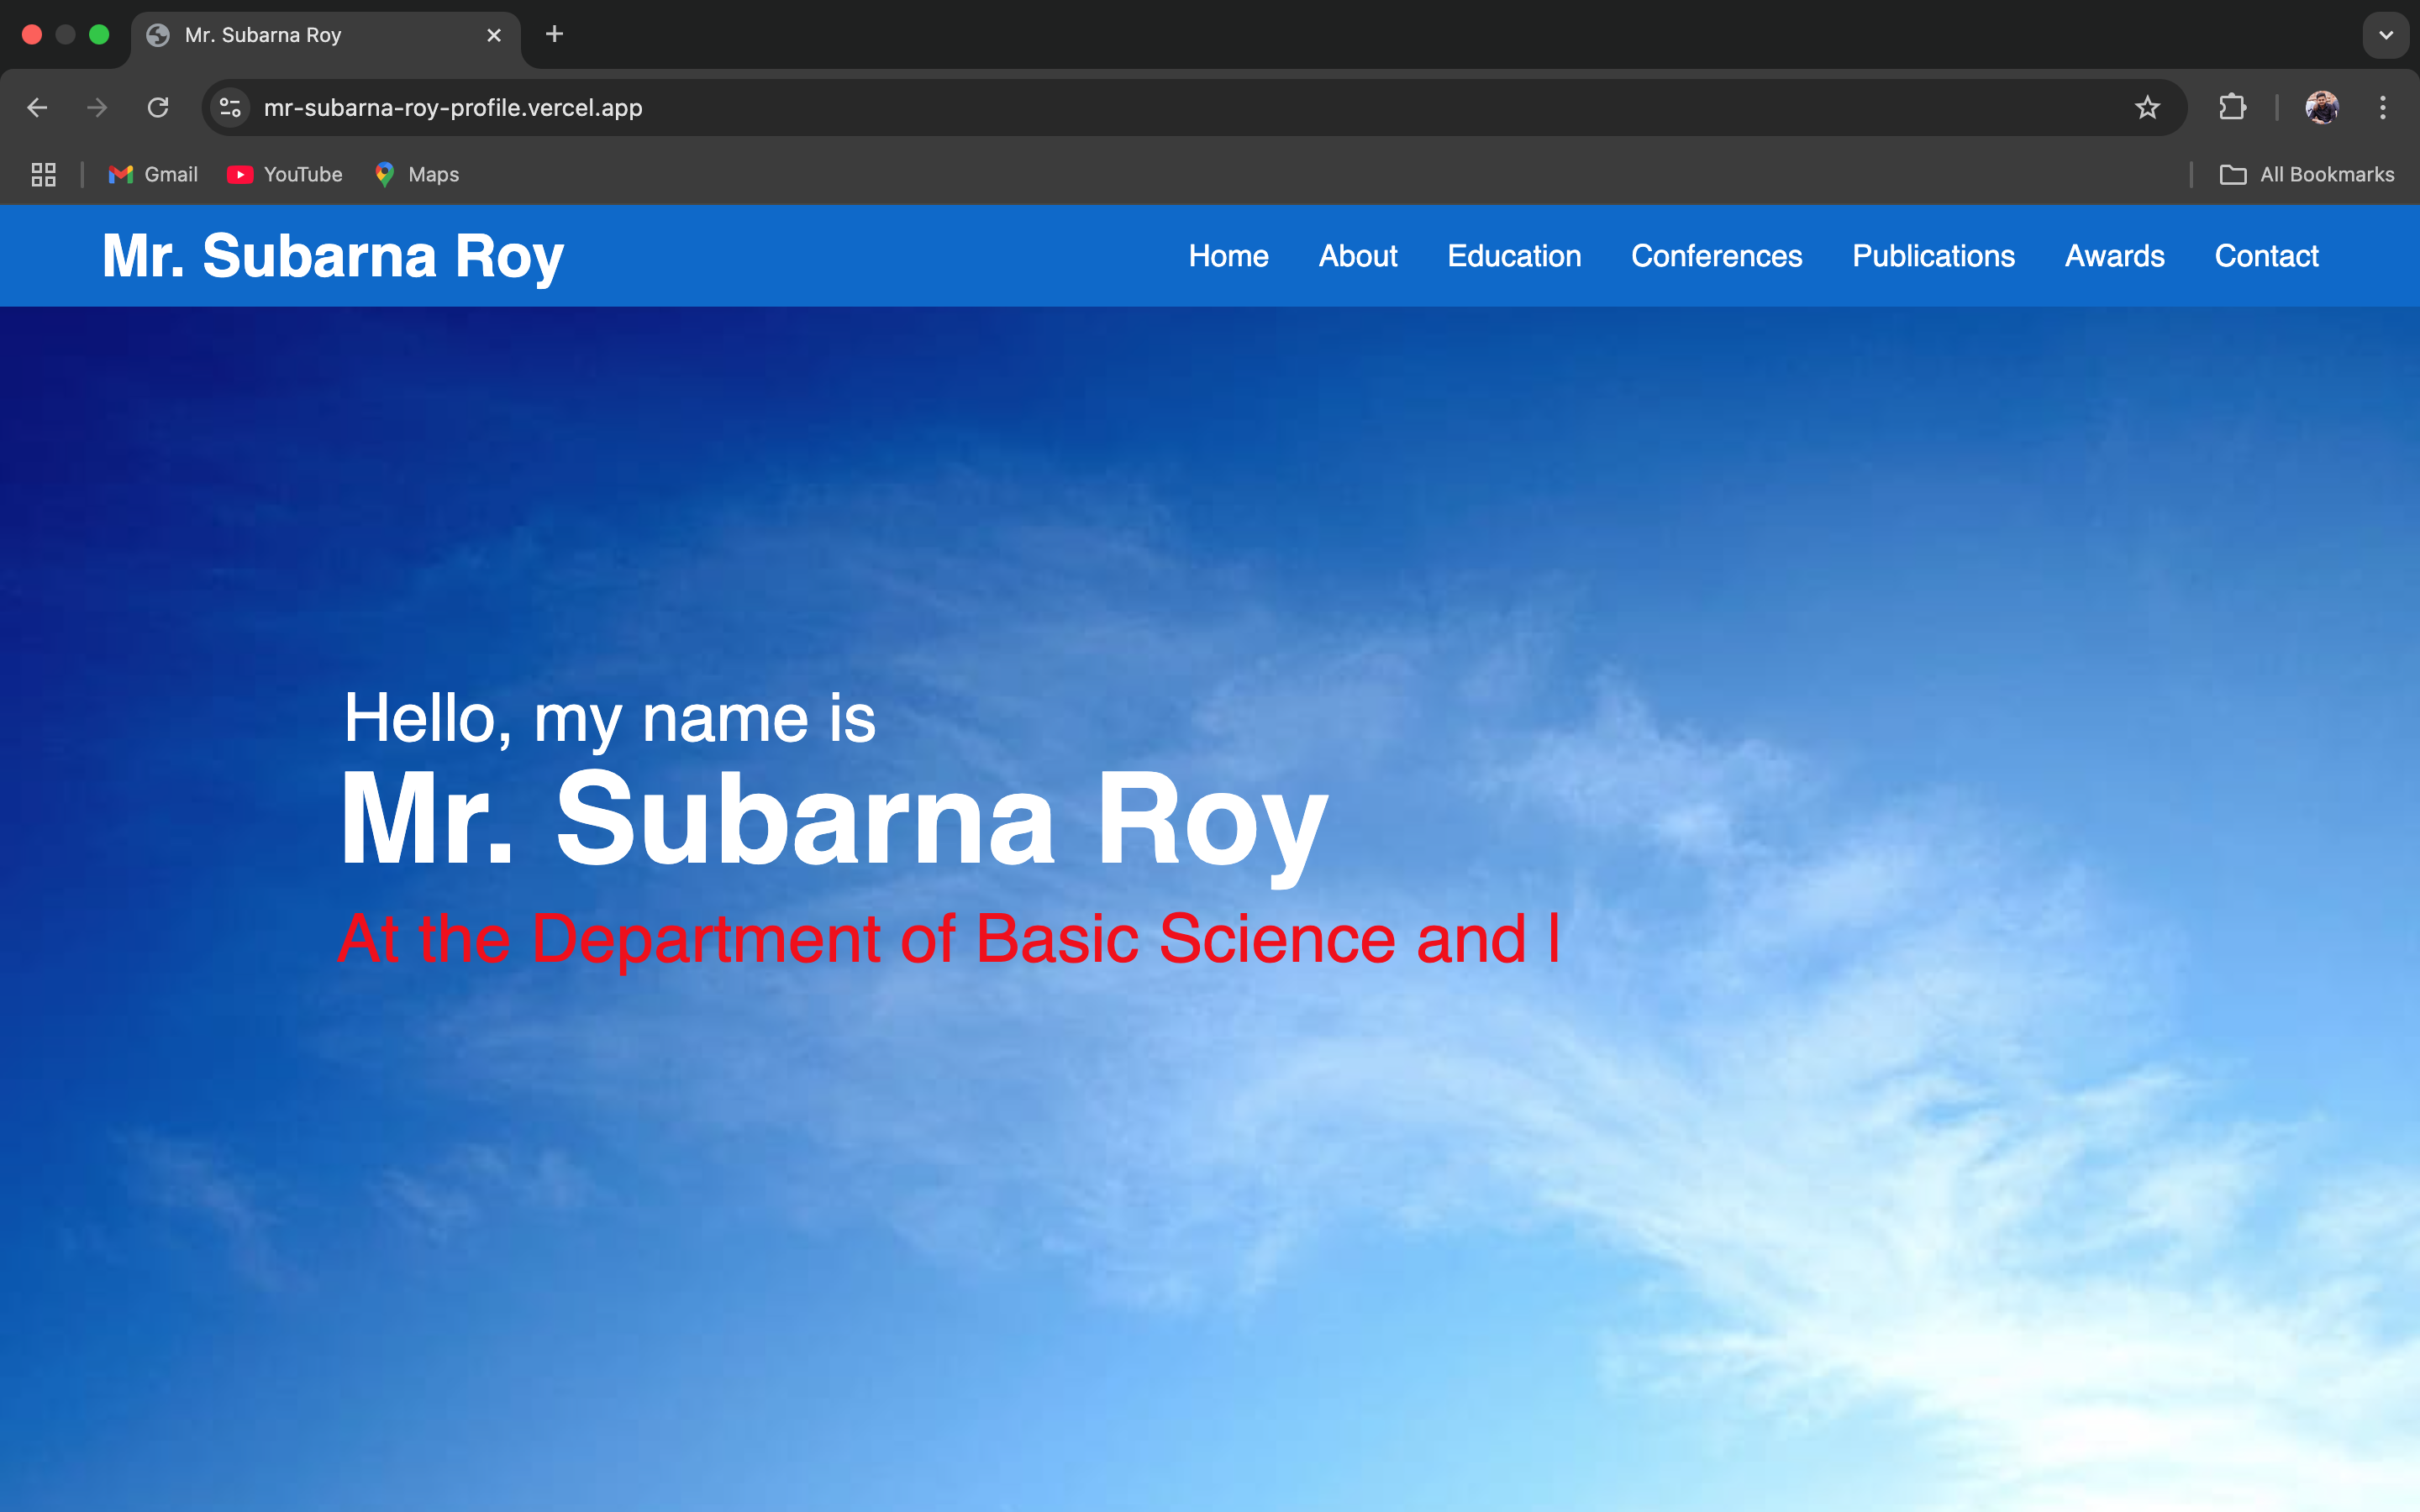 Mr. Subarna Roy
mr-subarna-roy-profile.vercel.app
Gmail YouTube Maps All Bookmarks
Mr. Subarna Roy Home About Education Conferences Publications Awards Contact
Hello, my name is
Mr. Subarna Roy
At the Department of Basic Science and l